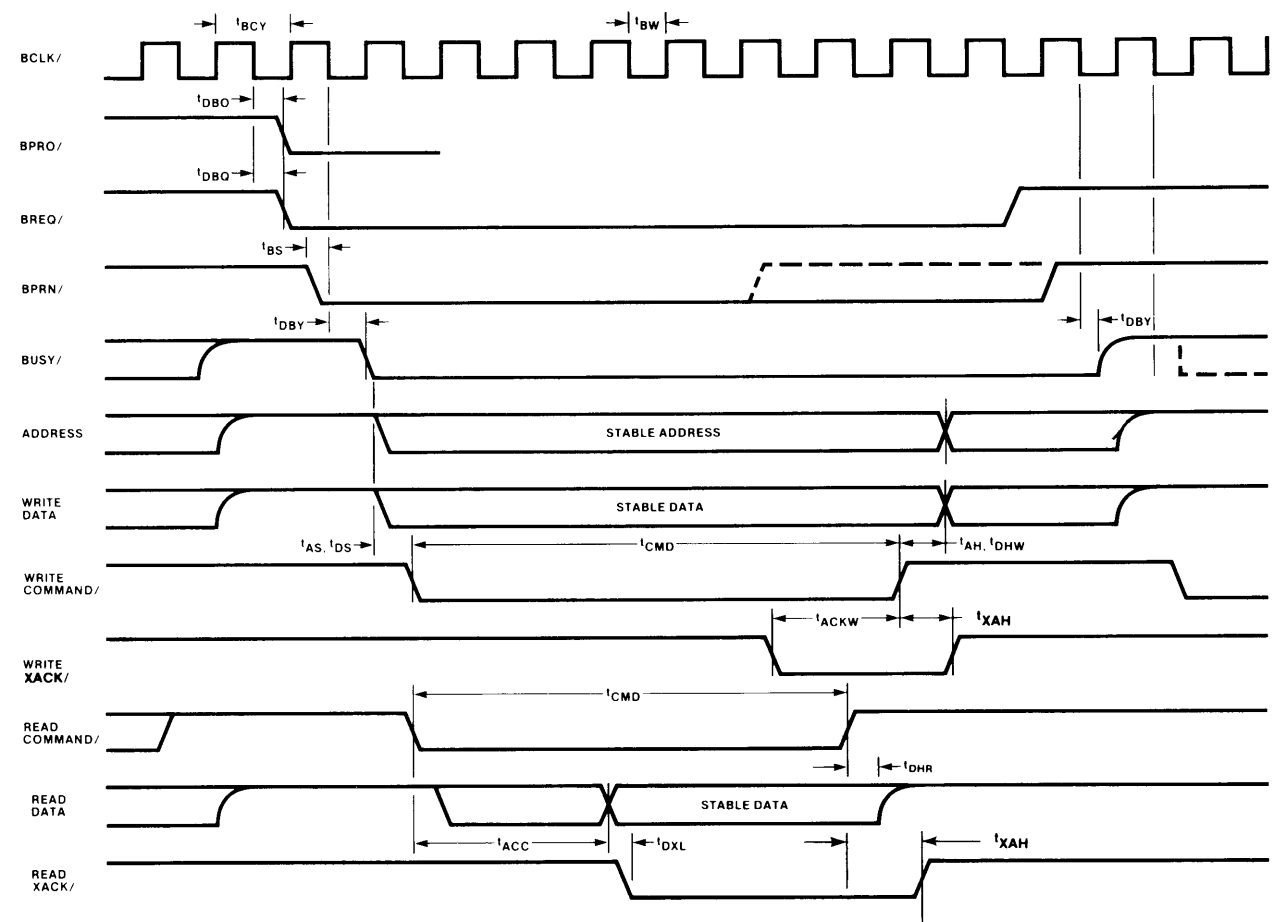 tBCY
tBW
BCLK/
tDBO
BPRO/
tDBQ
BREQ/
tBS
BPRN/
tDBY
tDBY
BUSY/
ADDRESS
STABLE ADDRESS
WRITE
DATA
STABLE DATA
tAS, tDS
tCMD
tAH, tDHW
WRITE
COMMAND/
tACKW
tXAH
WRITE
XACK/
tCMD
READ
COMMAND/
tDHR
READ
DATA
STABLE DATA
tACC
tDXL
tXAH
READ
XACK/